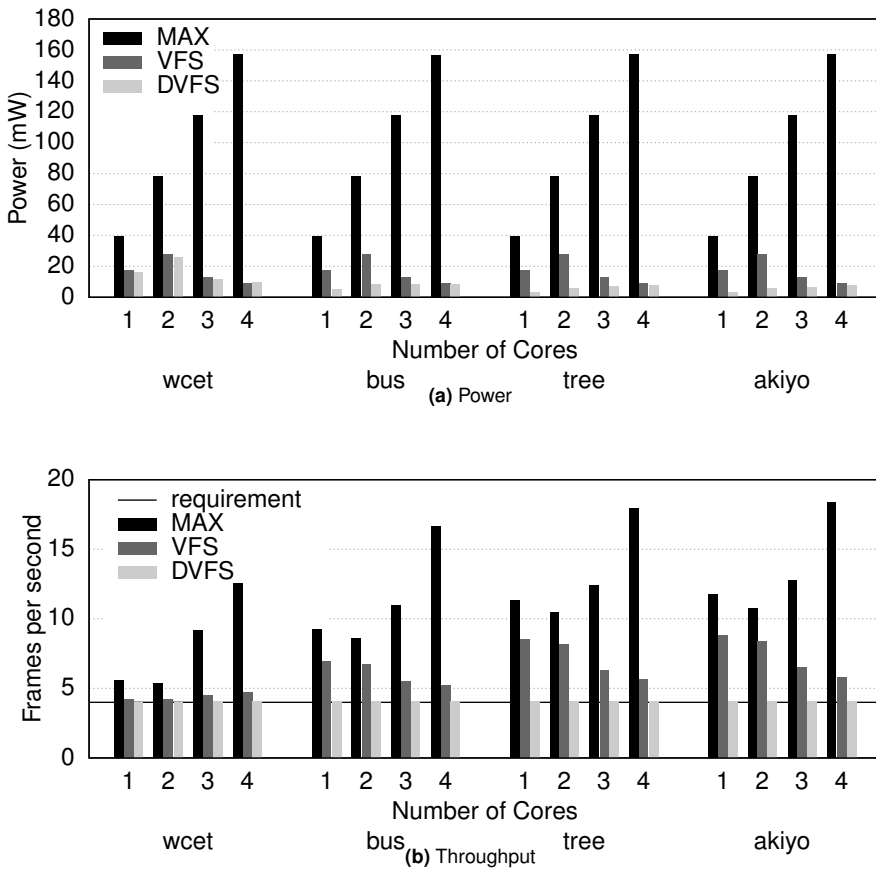 180
160
140
120
100
80
60
40
20
0
Power (mW)
MAX
VFS
DVFS
1 2 3 4 1 2 3 4 1 2 3 4 1 2 3 4
Number of Cores
wcet bus tree akiyo
(a) Power
20
15
10
5
0
Frames per second
requirement
MAX
VFS
DVFS
1 2 3 4 1 2 3 4 1 2 3 4 1 2 3 4
Number of Cores
wcet bus tree akiyo
(b) Throughput